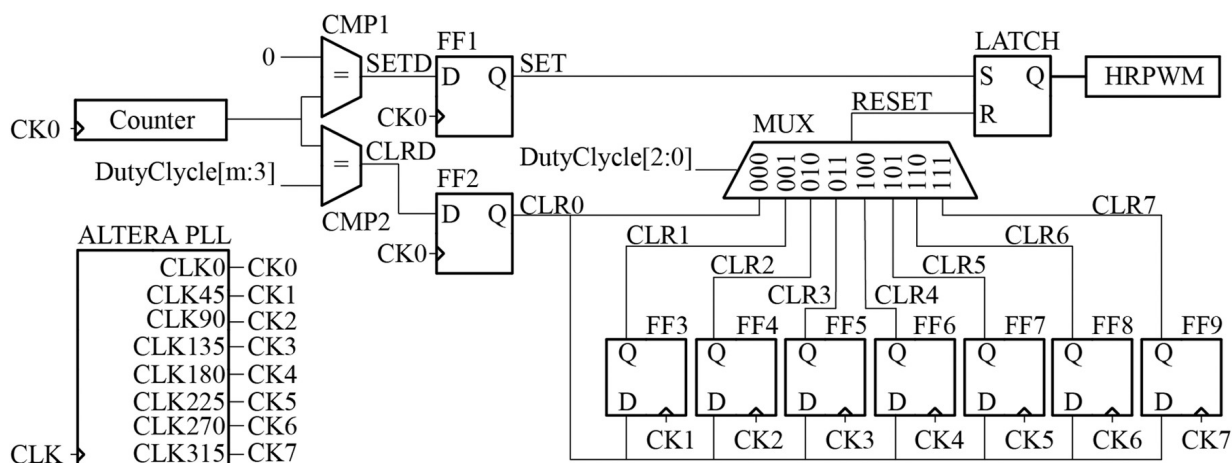 CMP1
0
=
SETD
FF1
D Q
CK0
SET
LATCH
S Q
R
HRPWM
CK0
Counter
RESET
MUX
DutyClycle[2:0]
000 001 010 011 100 101 110 111
=
CLRD
DutyClycle[m:3]
CMP2
FF2
D Q
CK0
CLR0
CLR1
CLR2
CLR3
CLR4
CLR5
CLR6
CLR7
FF3
Q
D
CK1
FF4
Q
D
CK2
FF5
Q
D
CK3
FF6
Q
D
CK4
FF7
Q
D
CK5
FF8
Q
D
CK6
FF9
Q
D
CK7
ALTERA PLL
CLK0 CK0
CLK45 CK1
CLK90 CK2
CLK135 CK3
CLK180 CK4
CLK225 CK5
CLK270 CK6
CLK CLK315 CK7